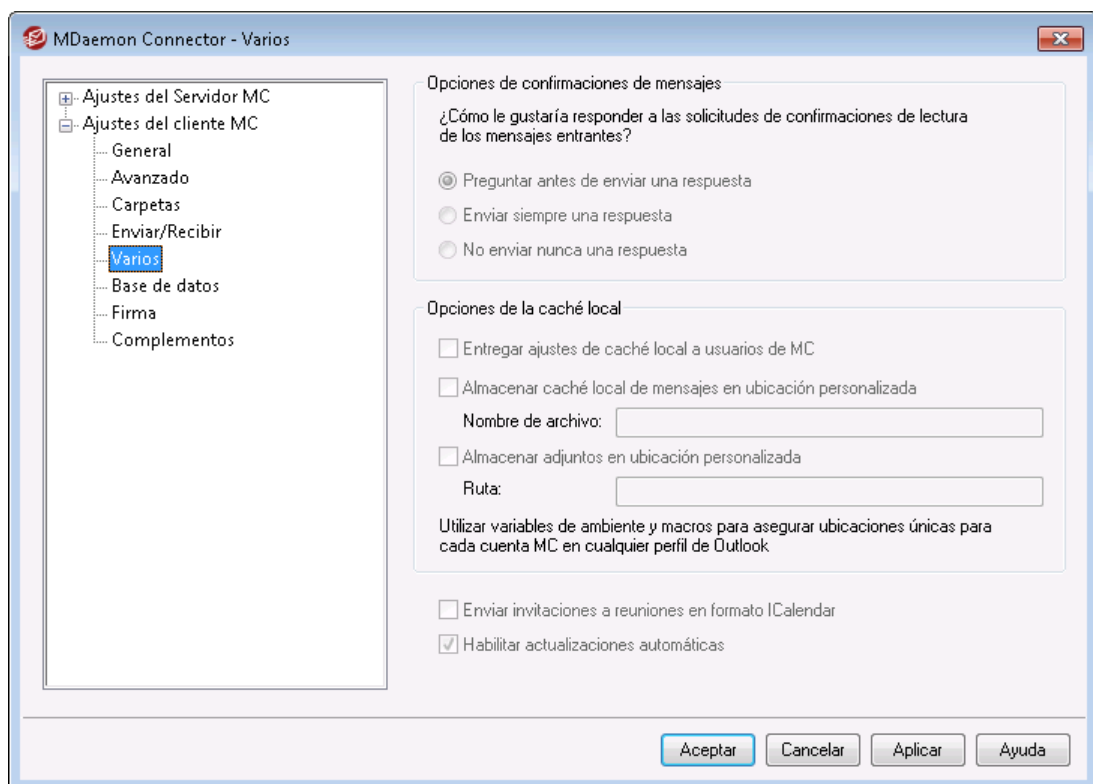 MDaemon Connector - Varios
Ajustes del Servidor MC
Ajustes del cliente MC
General
Avanzado
Carpetas
Enviar/Recibir
Varios
Base de datos
Firma
Complementos
Opciones de confirmaciones de mensajes
¿Cómo le gustaría responder a las solicitudes de confirmaciones de lectura
de los mensajes entrantes?
Preguntar antes de enviar una respuesta
Enviar siempre una respuesta
No enviar nunca una respuesta
Opciones de la caché local
Entregar ajustes de caché local a usuarios de MC
Almacenar caché local de mensajes en ubicación personalizada
Nombre de archivo:
Almacenar adjuntos en ubicación personalizada
Ruta:
Utilizar variables de ambiente y macros para asegurar ubicaciones únicas para
cada cuenta MC en cualquier perfil de Outlook
Enviar invitaciones a reuniones en formato ICalendar
Habilitar actualizaciones automáticas
Aceptar
Cancelar
Aplicar
Ayuda